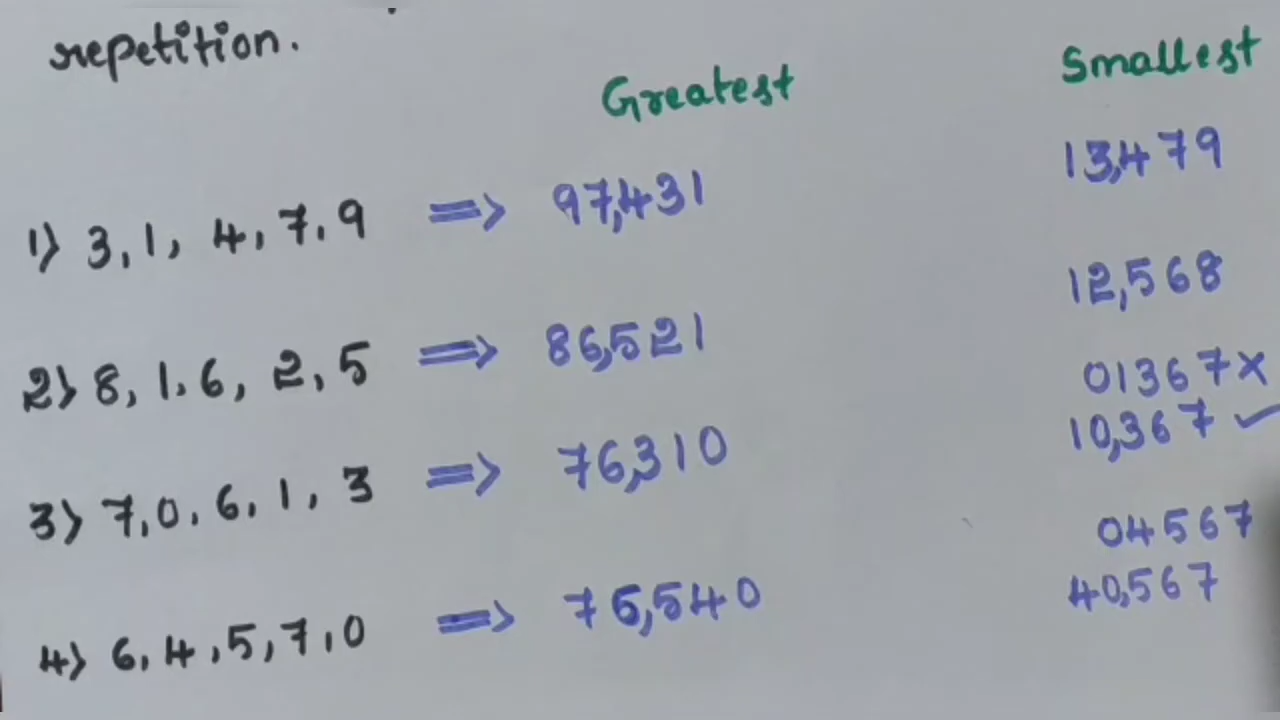 repetition.
Greatest Smallest
1) 3, 1, 4, 7, 9 => 97,431 13,479
2) 8, 1, 6, 2, 5 => 86,521 12,568
01367 ×
3) 7, 0, 6, 1, 3 => 76,310 10,367 ✓
04567
4) 6, 4, 5, 7, 0 => 76,540 40,567